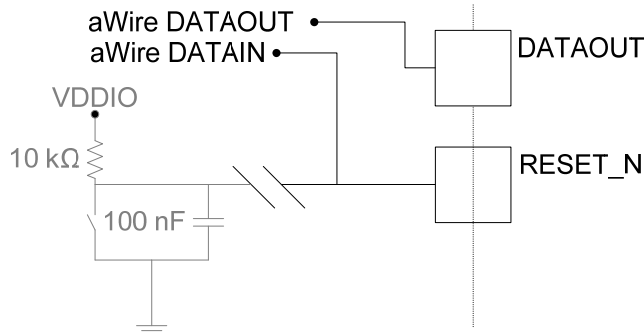 aWire DATAOUT
DATAOUT
aWire DATAIN
VDDIO
10 kΩ
RESET_N
100 nF